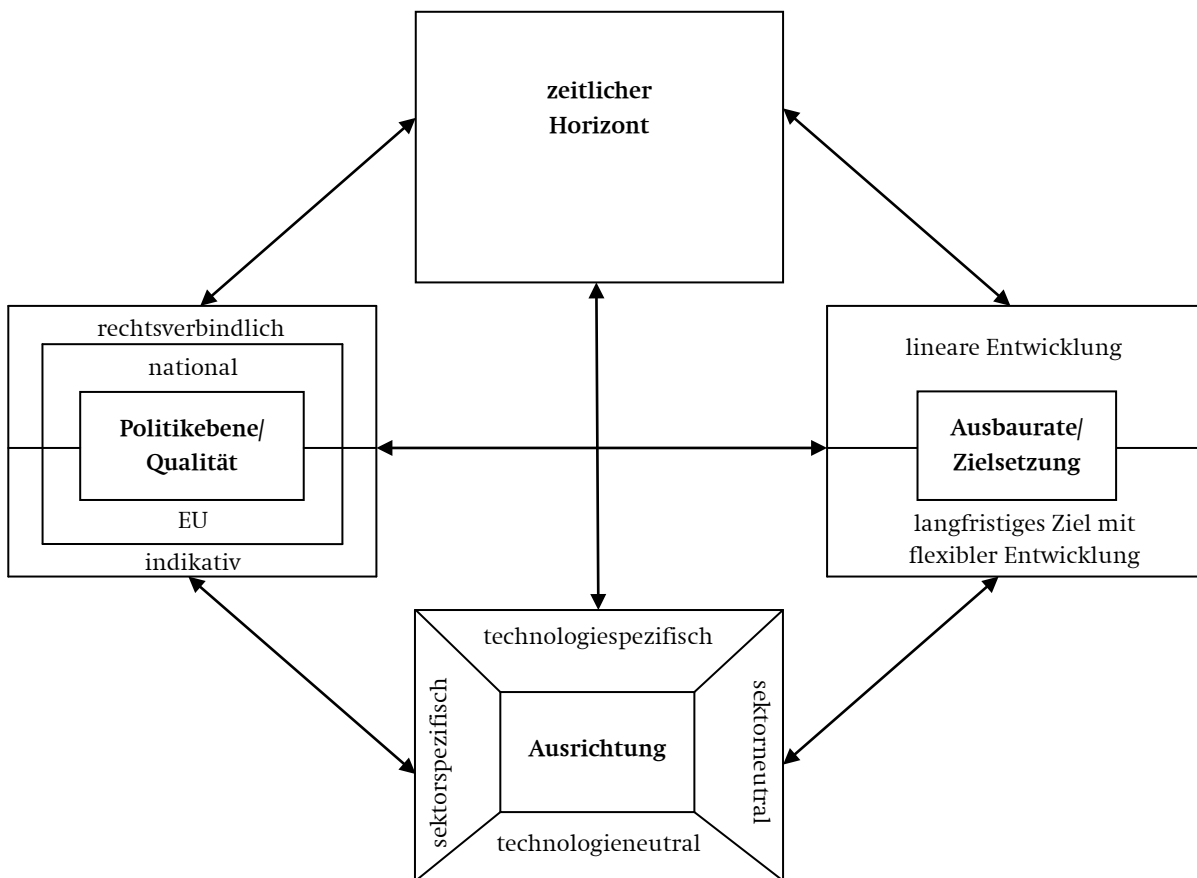 zeitlicher
Horizont
rechtsverbindlich
national
Politikebene/
Qualität
EU
indikativ
lineare Entwicklung
Ausbaurate/
Zielsetzung
langfristiges Ziel mit
flexibler Entwicklung
technologiespezifisch
sektorspezifisch
Ausrichtung
sektorneutral
technologieneutral